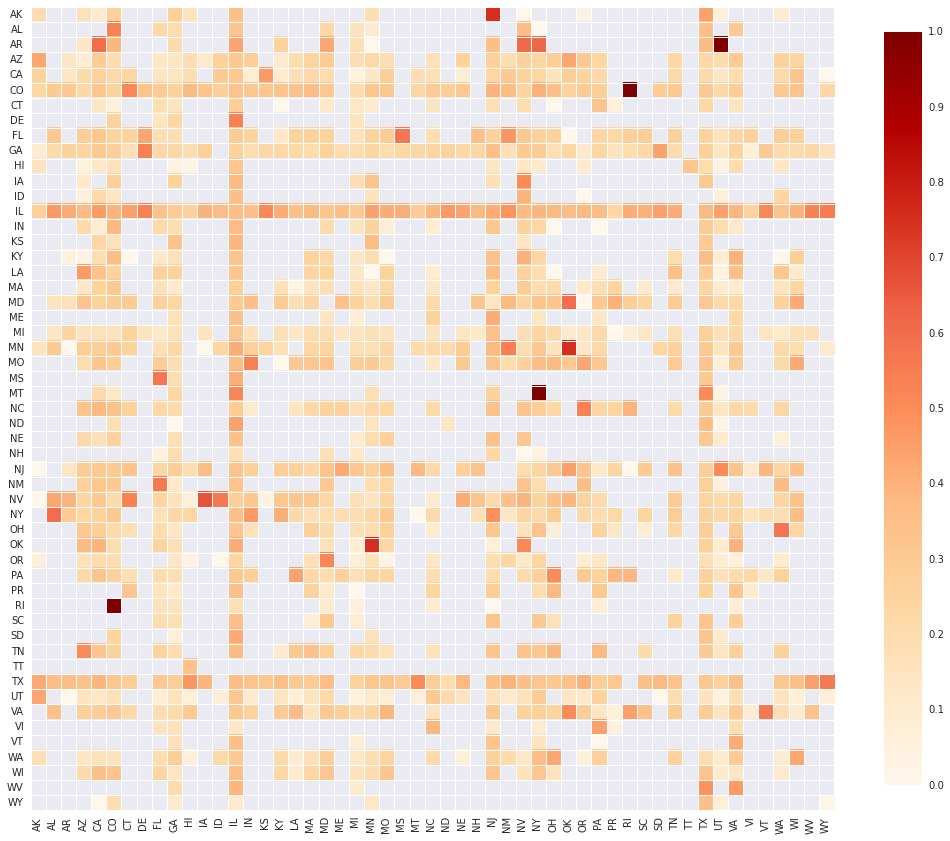 AK
AL
AR
AZ
CA
CO
CT
DE
FL
GA
HI
IA
ID
IL
IN
KS
KY
LA
MA
MD
ME
MI
MN
MO
MS
MT
NC
ND
NE
NH
NJ
NM
NV
NY
OH
OK
OR
PA
PR
RI
SC
SD
TN
TT
TX
UT
VA
VI
VT
WA
WI
WV
WY
AK AL AR AZ CA CO CT DE FL GA HI IA ID IL IN KS KY LA MA MD ME MI MN MO MS MT NC ND NE NH NJ NM NV NY OH OK OR PA PR RI SC SD TN TT TX UT VA VI VT WA WI WV WY
1.0
0.9
0.8
0.7
0.6
0.5
0.4
0.3
0.2
0.1
0.0